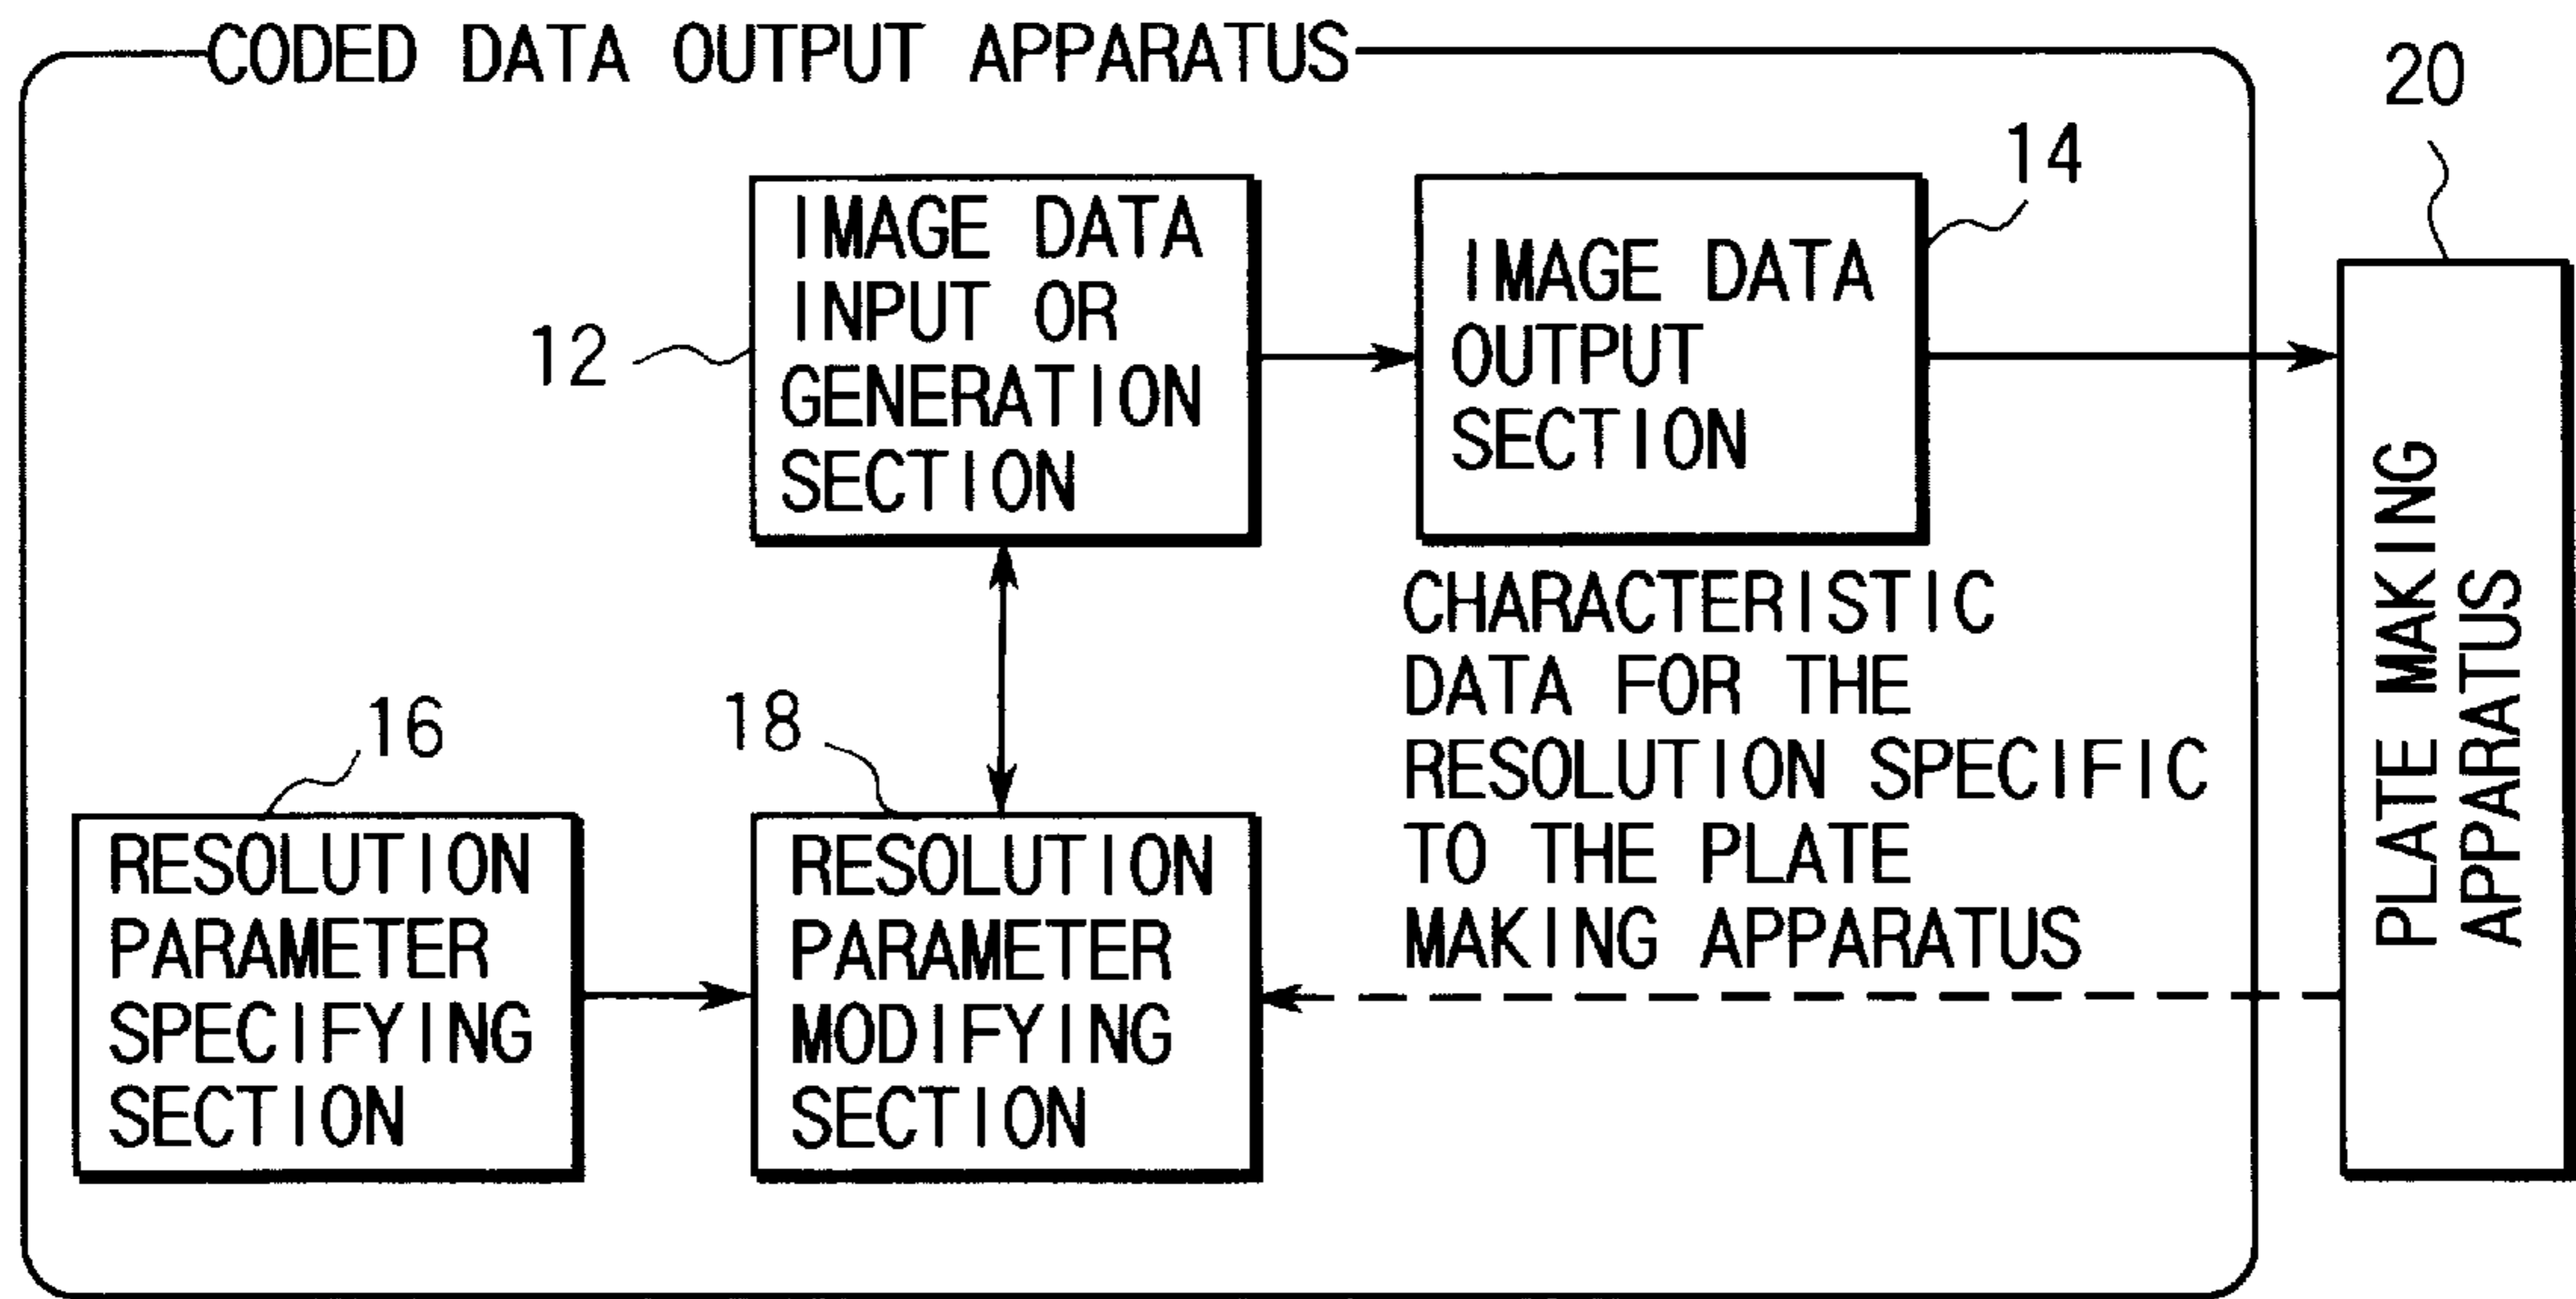 CODED DATA OUTPUT APPARATUS
20
14
IMAGE DATA
INPUT OR
GENERATION
SECTION
12
IMAGE DATA
OUTPUT
SECTION
PLATE MAKING
APPARATUS
CHARACTERISTIC
DATA FOR THE
RESOLUTION SPECIFIC
TO THE PLATE
MAKING APPARATUS
16
18
RESOLUTION
PARAMETER
SPECIFYING
SECTION
RESOLUTION
PARAMETER
MODIFYING
SECTION